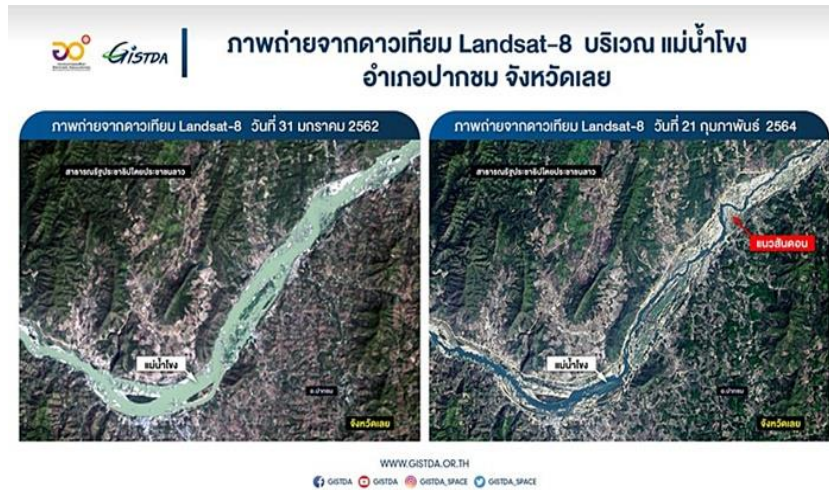 GISTDA
ภาพถ่ายจากดาวเทียม Landsat-8 บริเวณ แม่น้ำโขง
อำเภอปากชม จังหวัดเลย
ภาพถ่ายจากดาวเทียม Landsat-8 วันที่ 31 มกราคม 2562
สาธารณรัฐประชาธิปไตยประชาชนลาว
แม่น้ำโขง
อ.ปากชม
จังหวัดเลย
ภาพถ่ายจากดาวเทียม Landsat-8 วันที่ 21 กุมภาพันธ์ 2564
สาธารณรัฐประชาธิปไตยประชาชนลาว
แนวสันดอน
แม่น้ำโขง
อ.ปากชม
จังหวัดเลย
WWW.GISTDA.OR.TH
GISTDA GISTDA GISTDA_SPACE GISTDA_SPACE